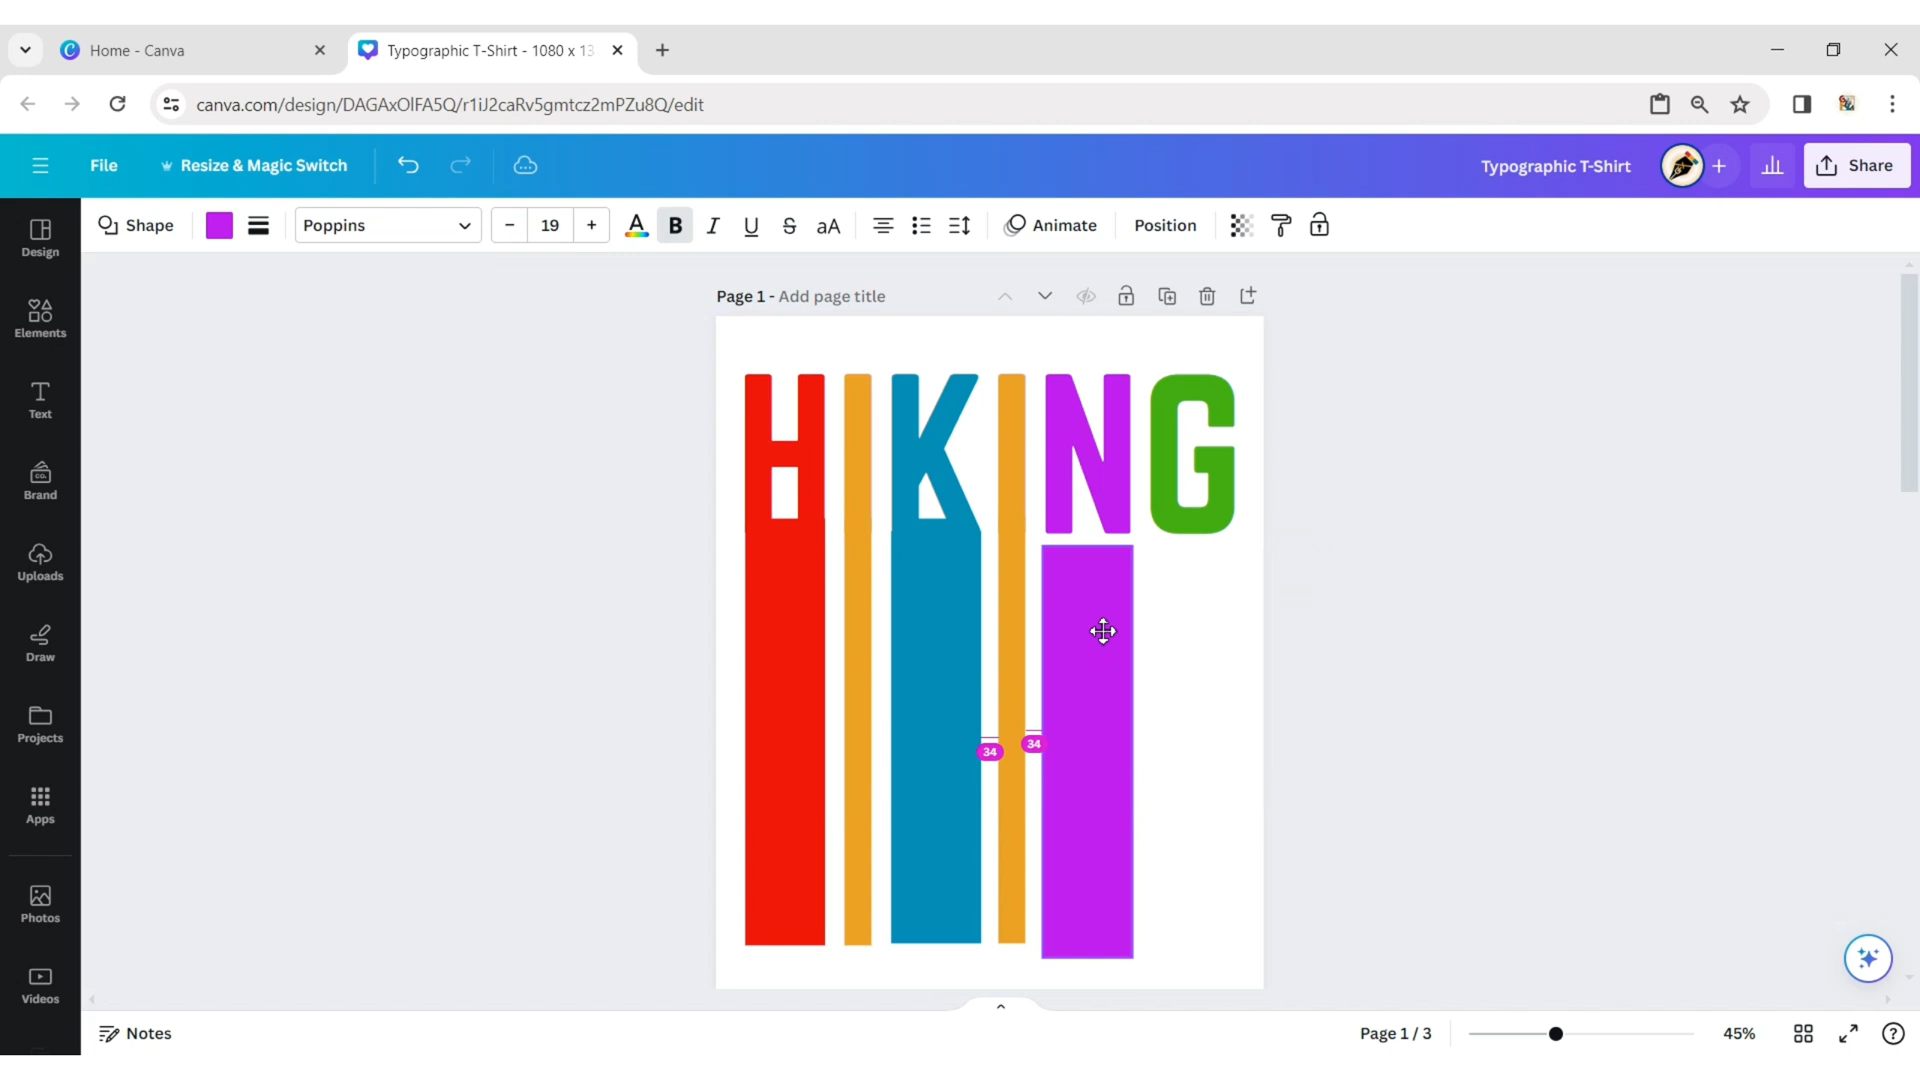 Home - Canva
Typographic T-Shirt - 1080 x 13
canva.com/design/DAGAxOlFA5Q/r1iJ2caRv5gmtcz2mPZu8Q/edit
File
Resize & Magic Switch
Typographic T-Shirt
Share
Design
Shape
Poppins
19
A
B
I
U
S
aA
Animate
Position
Elements
Text
Brand
Uploads
Draw
Projects
Apps
Photos
Videos
Page 1 - Add page title
HIKING
34
34
Notes
Page 1 / 3
45%